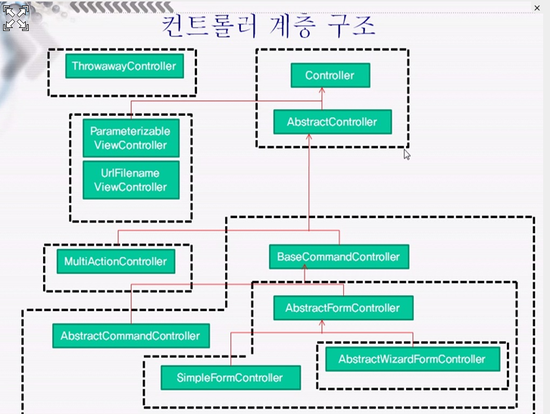 컨트롤러 계층 구조
ThrowawayController
Controller
AbstractController
Parameterizable
ViewController
UrlFilename
ViewController
MultiActionController
BaseCommandController
AbstractFormController
AbstractCommandController
AbstractWizardFormController
SimpleFormController